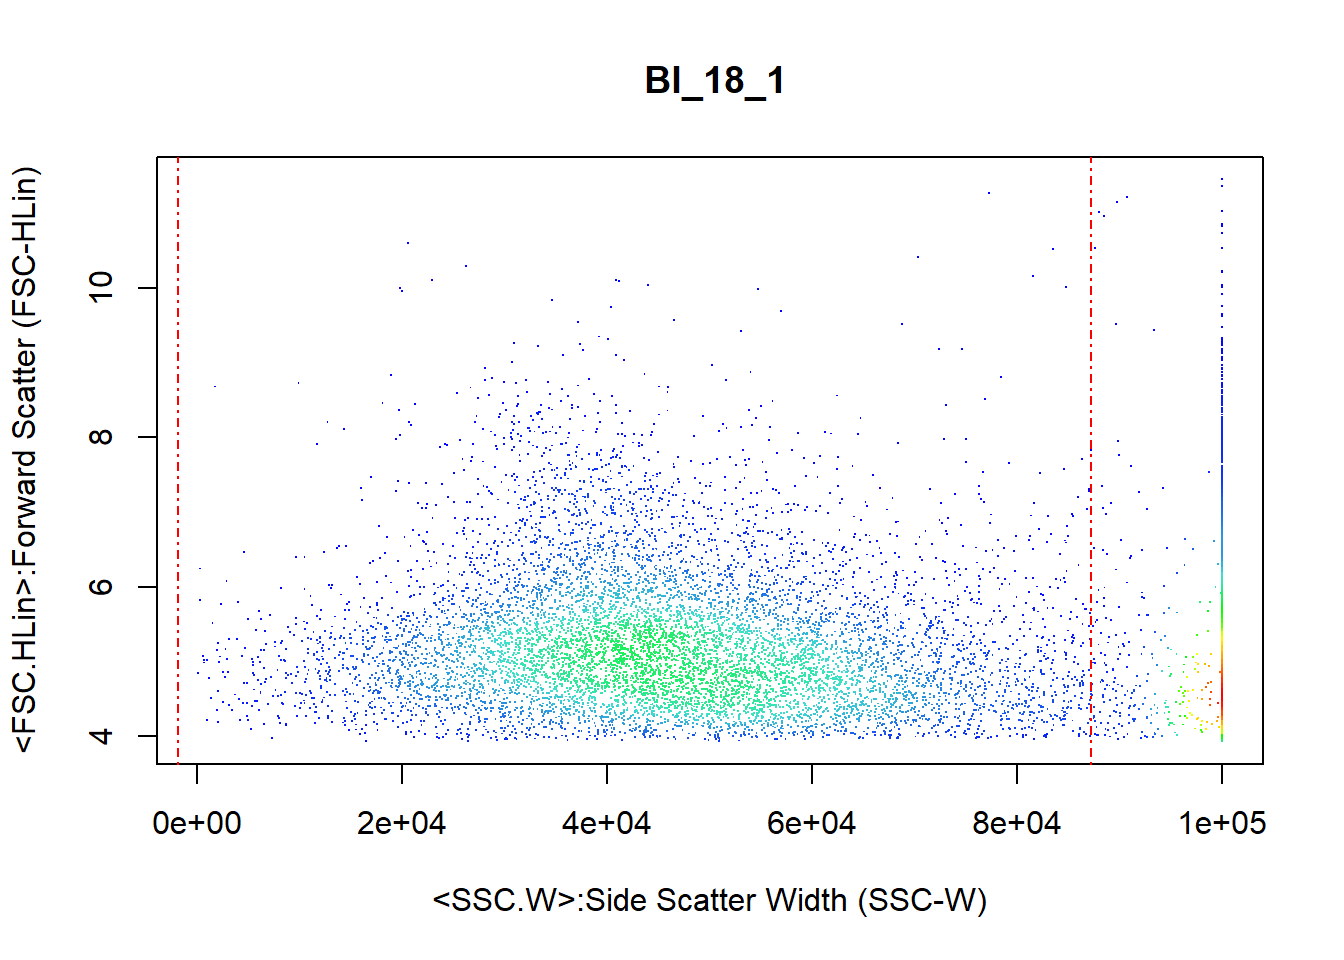 BI_18_1
<FSC.HLin>:Forward Scatter (FSC-HLin)
10
8
6
4
0e+00 2e+04 4e+04 6e+04 8e+04 1e+05
<SSC.W>:Side Scatter Width (SSC-W)